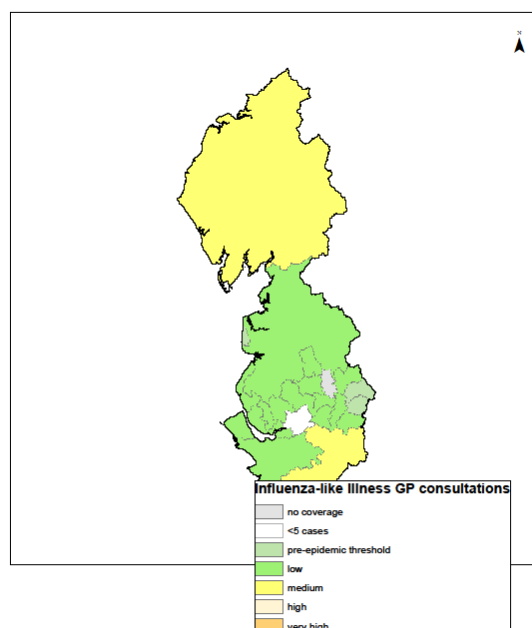 N
Influenza-like Illness GP consultations
no coverage
<5 cases
pre-epidemic threshold
low
medium
high
very high